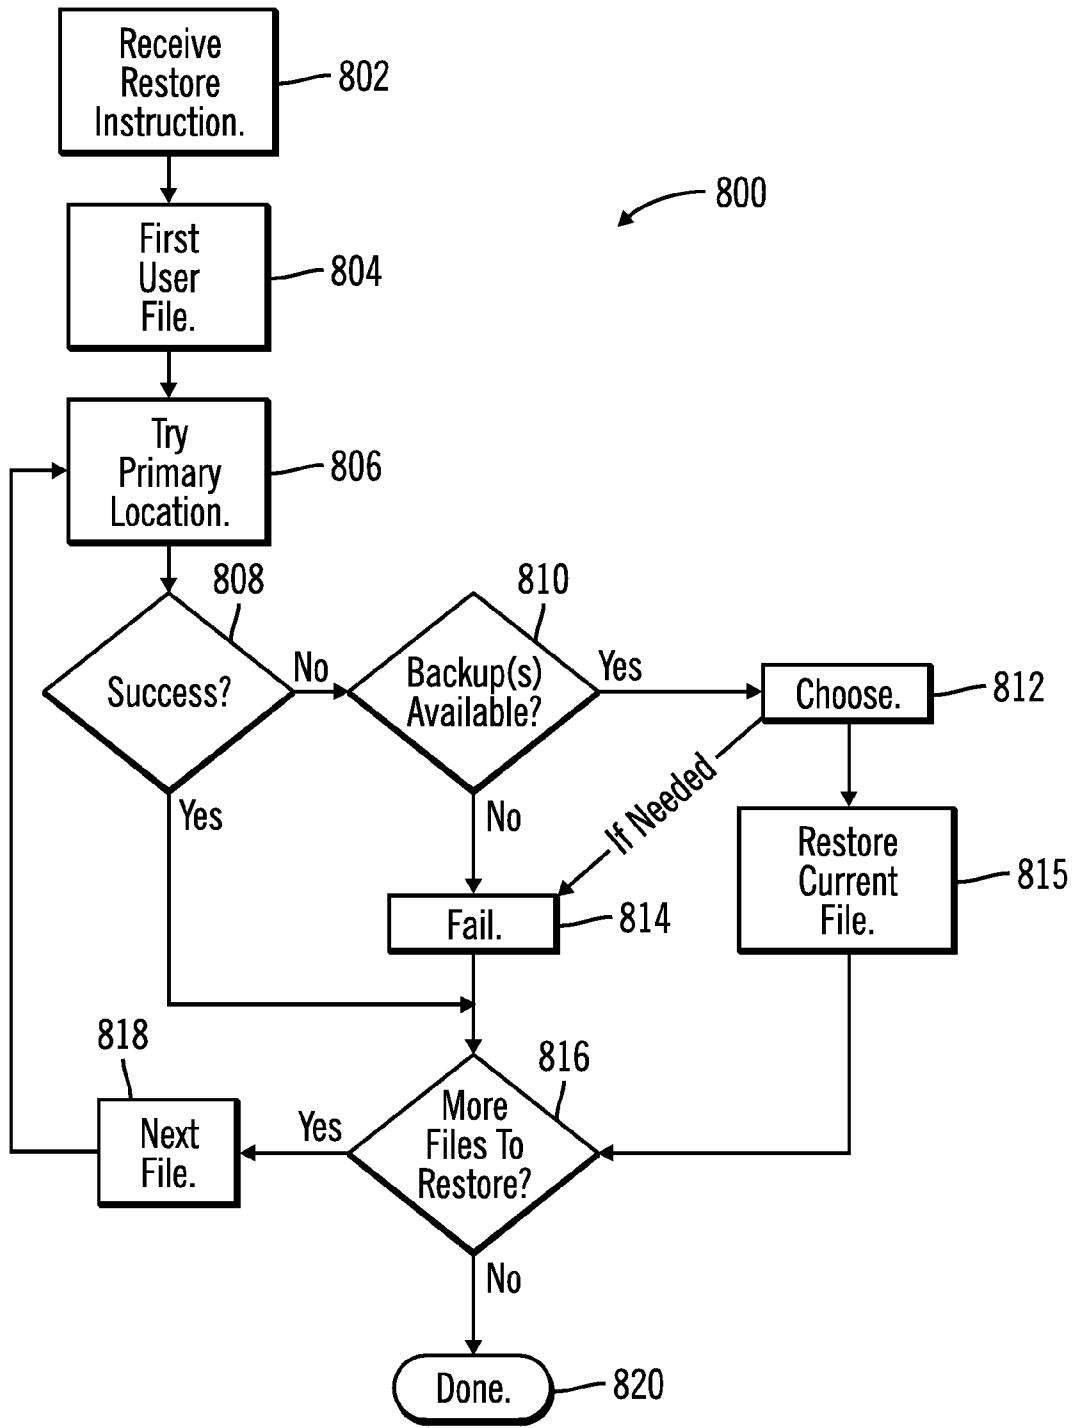 Receive
Restore
Instruction.
802
800
First
User
File.
804
Try
Primary
Location.
806
808
810
Success?
No
Backup(s)
Available?
Yes
Choose.
812
Yes
No
If Needed
Restore
Current
File.
815
Fail.
814
818
816
Next
File.
Yes
More
Files To
Restore?
No
Done.
820